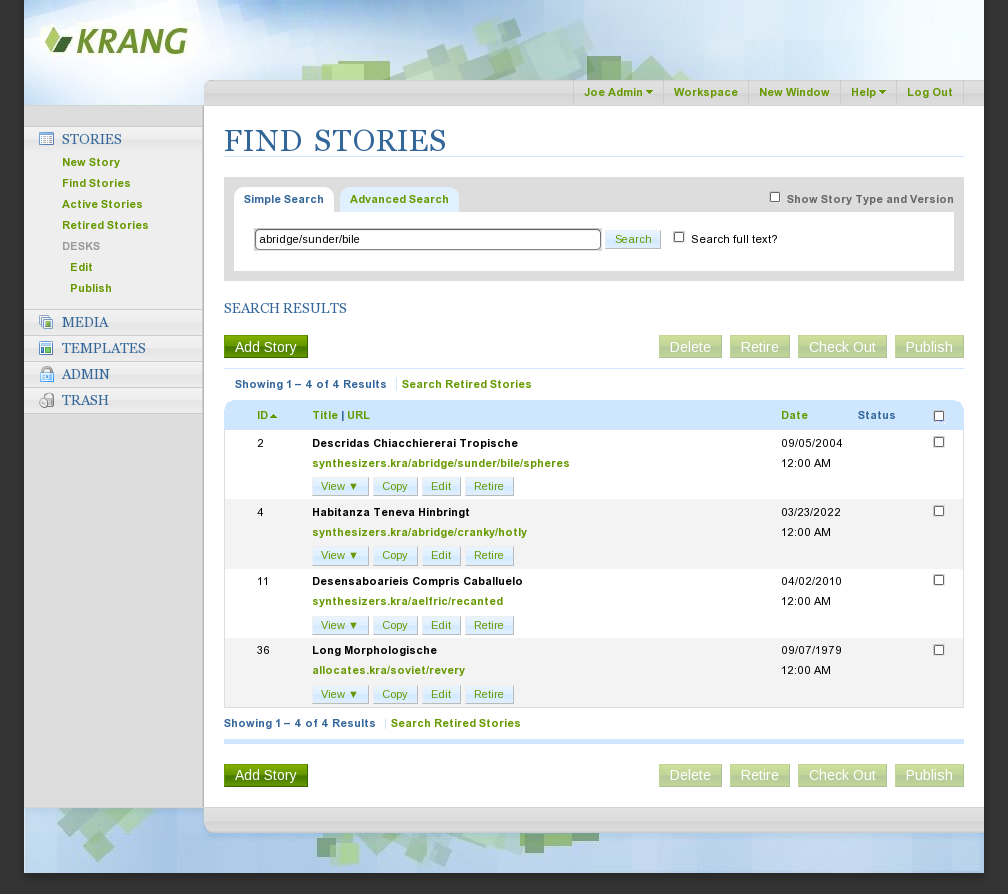 KRANG
Joe Admin Workspace New Window Help Log Out
STORIES
New Story
Find Stories
Active Stories
Retired Stories
DESKS
Edit
Publish
MEDIA
TEMPLATES
ADMIN
TRASH
FIND STORIES
Simple Search Advanced Search Show Story Type and Version
abridge/sunder/bile Search Search full text?
SEARCH RESULTS
Add Story Delete Retire Check Out Publish
Showing 1 – 4 of 4 Results Search Retired Stories
ID Title | URL Date Status
2 Descridas Chiacchiererai Tropische 09/05/2004
synthesizers.kra/abridge/sunder/bile/spheres 12:00 AM
View ▼ Copy Edit Retire
4 Habitanza Teneva Hinbringt 03/23/2022
synthesizers.kra/abridge/cranky/hotly 12:00 AM
View ▼ Copy Edit Retire
11 Desensaboarieis Compris Caballuelo 04/02/2010
synthesizers.kra/aelfric/recanted 12:00 AM
View ▼ Copy Edit Retire
36 Long Morphologische 09/07/1979
allocates.kra/soviet/revery 12:00 AM
View ▼ Copy Edit Retire
Showing 1 – 4 of 4 Results Search Retired Stories
Add Story Delete Retire Check Out Publish